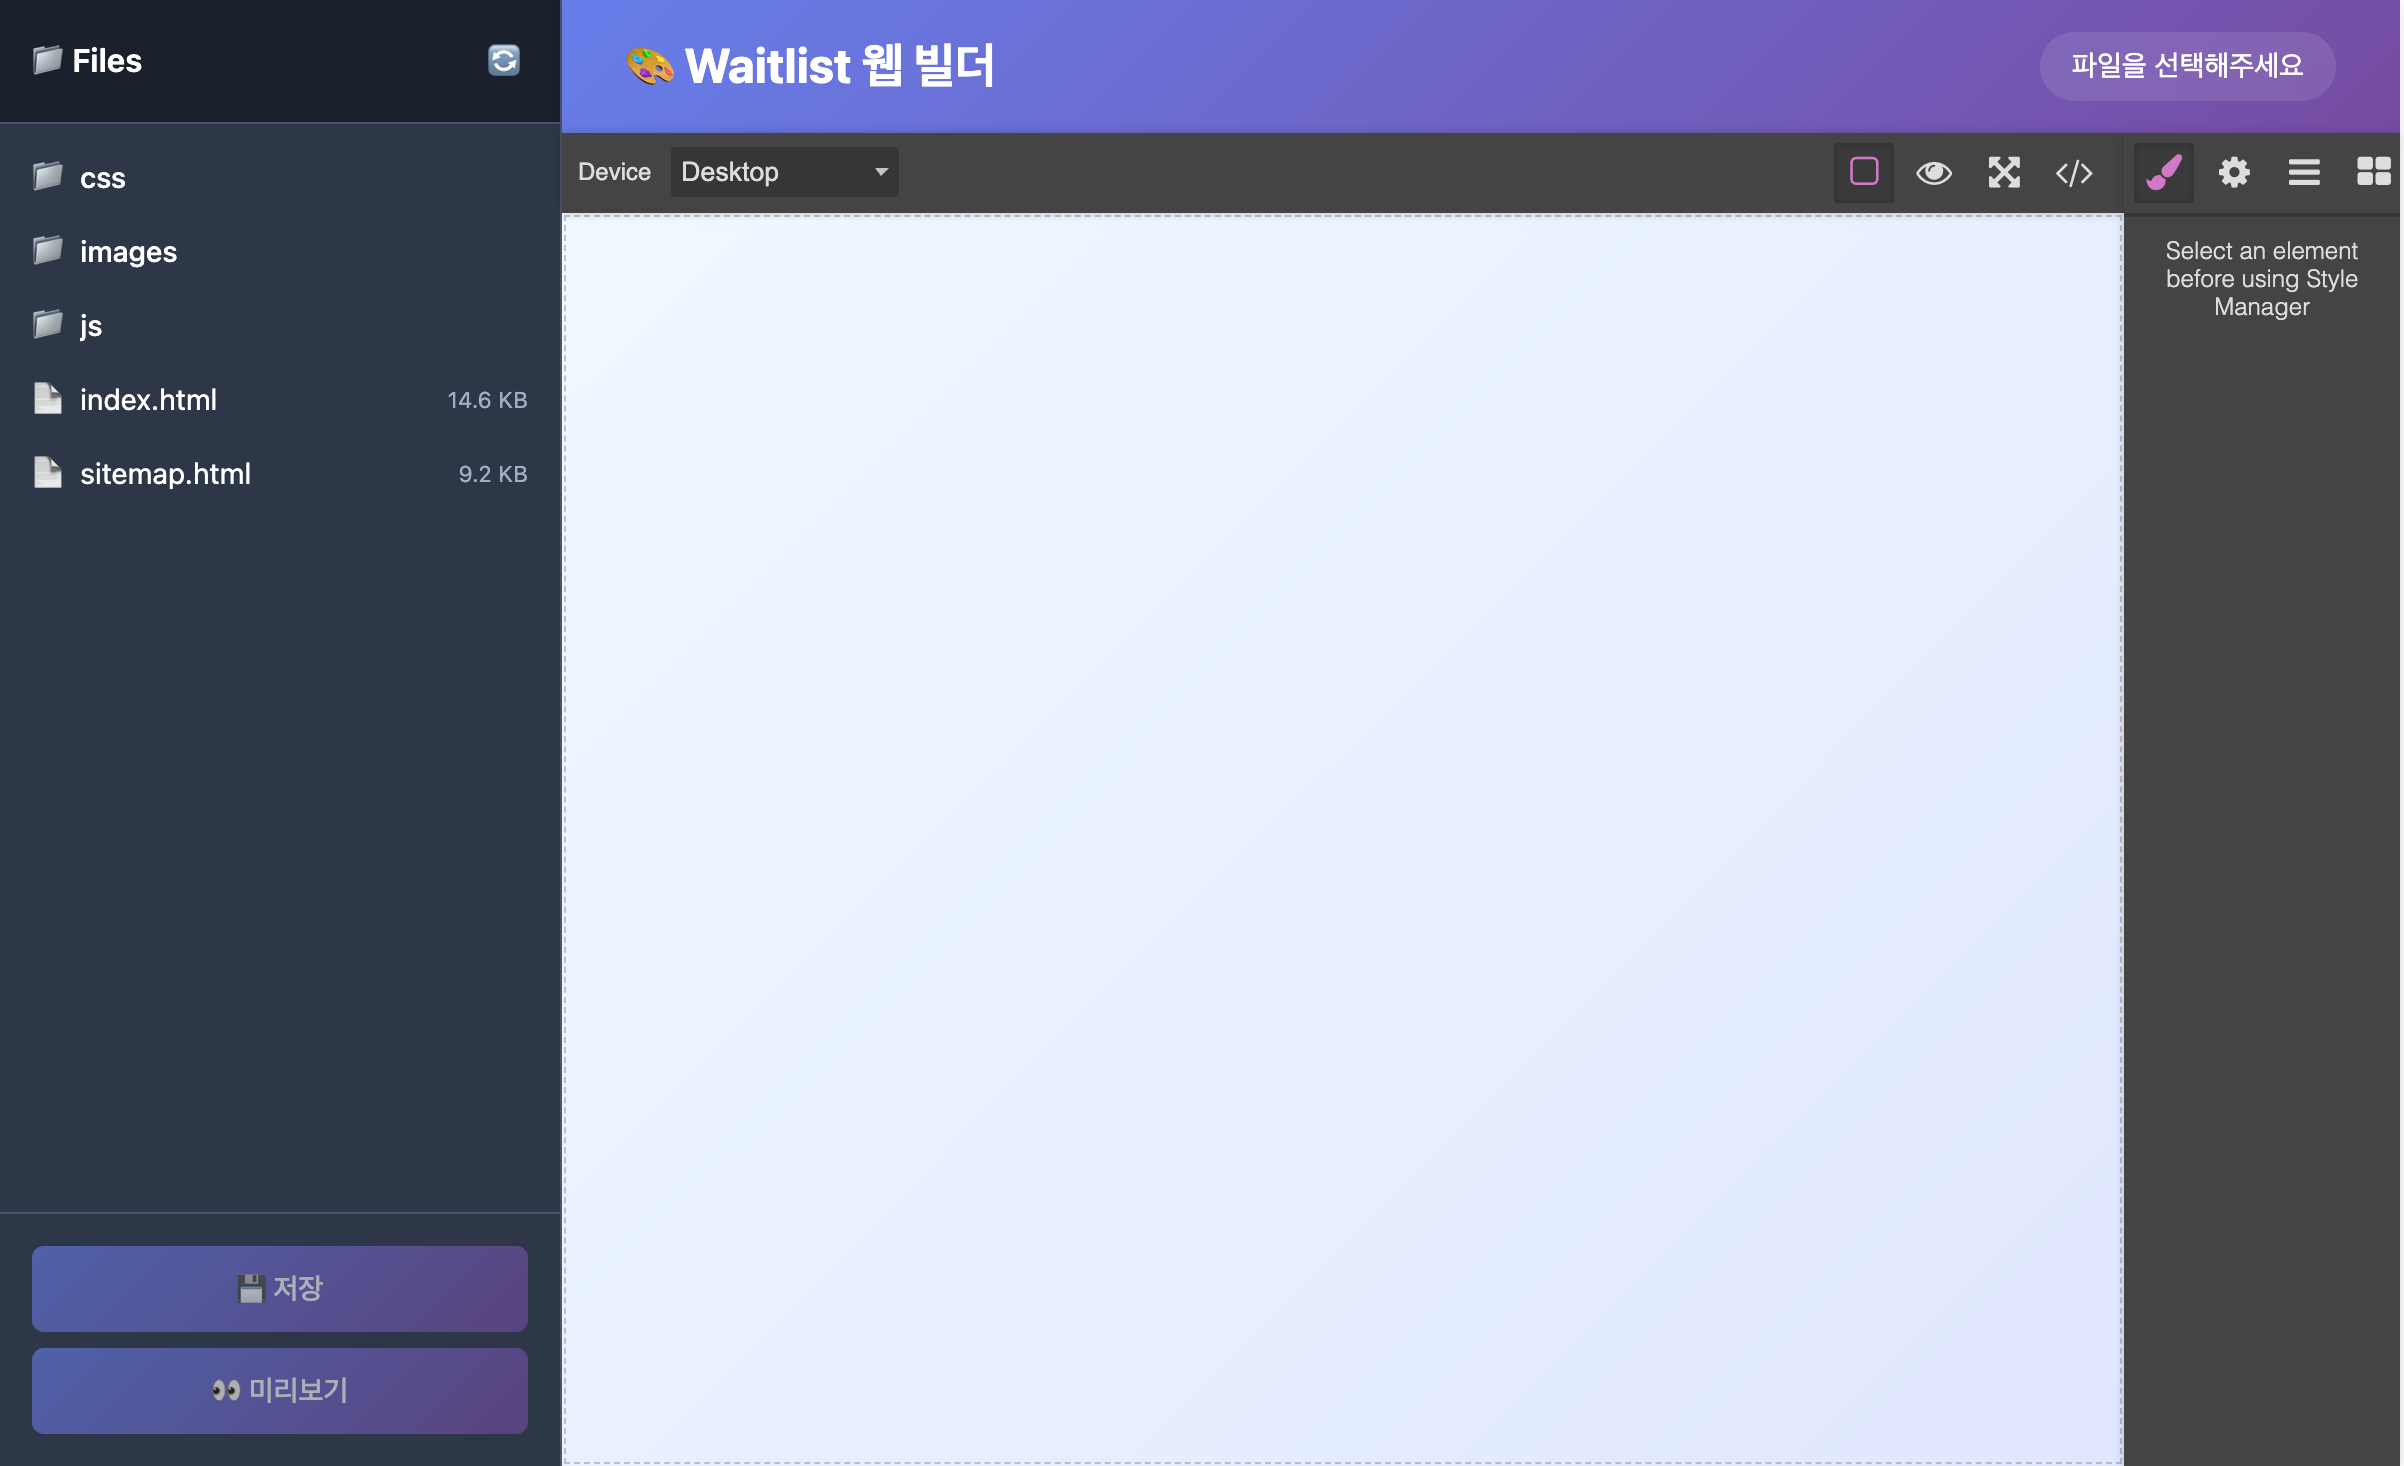 Files
css
images
js
index.html 14.6 KB
sitemap.html 9.2 KB
저장
미리보기
Waitlist 웹 빌더
파일을 선택해주세요
Device Desktop
Select an element
before using Style
Manager